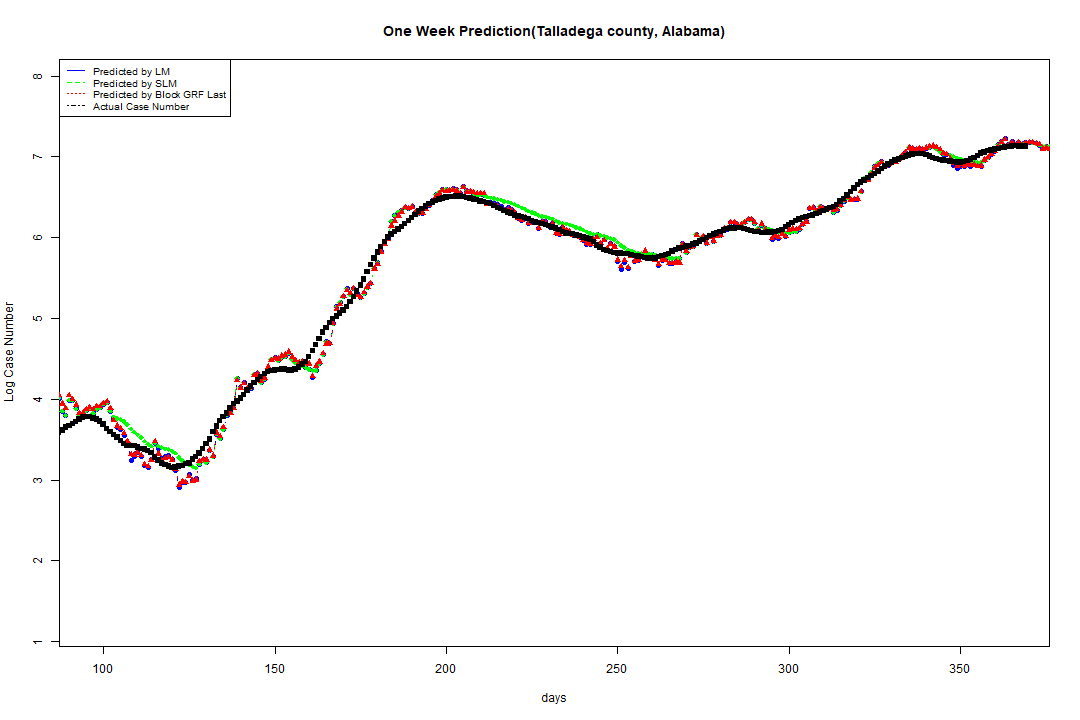 One Week Prediction(Talladega county, Alabama)
Predicted by LM
Predicted by SLM
Predicted by Block GRF Last
Actual Case Number
8
7
6
5
4
3
2
1
Log Case Number
100 150 200 250 300 350
days